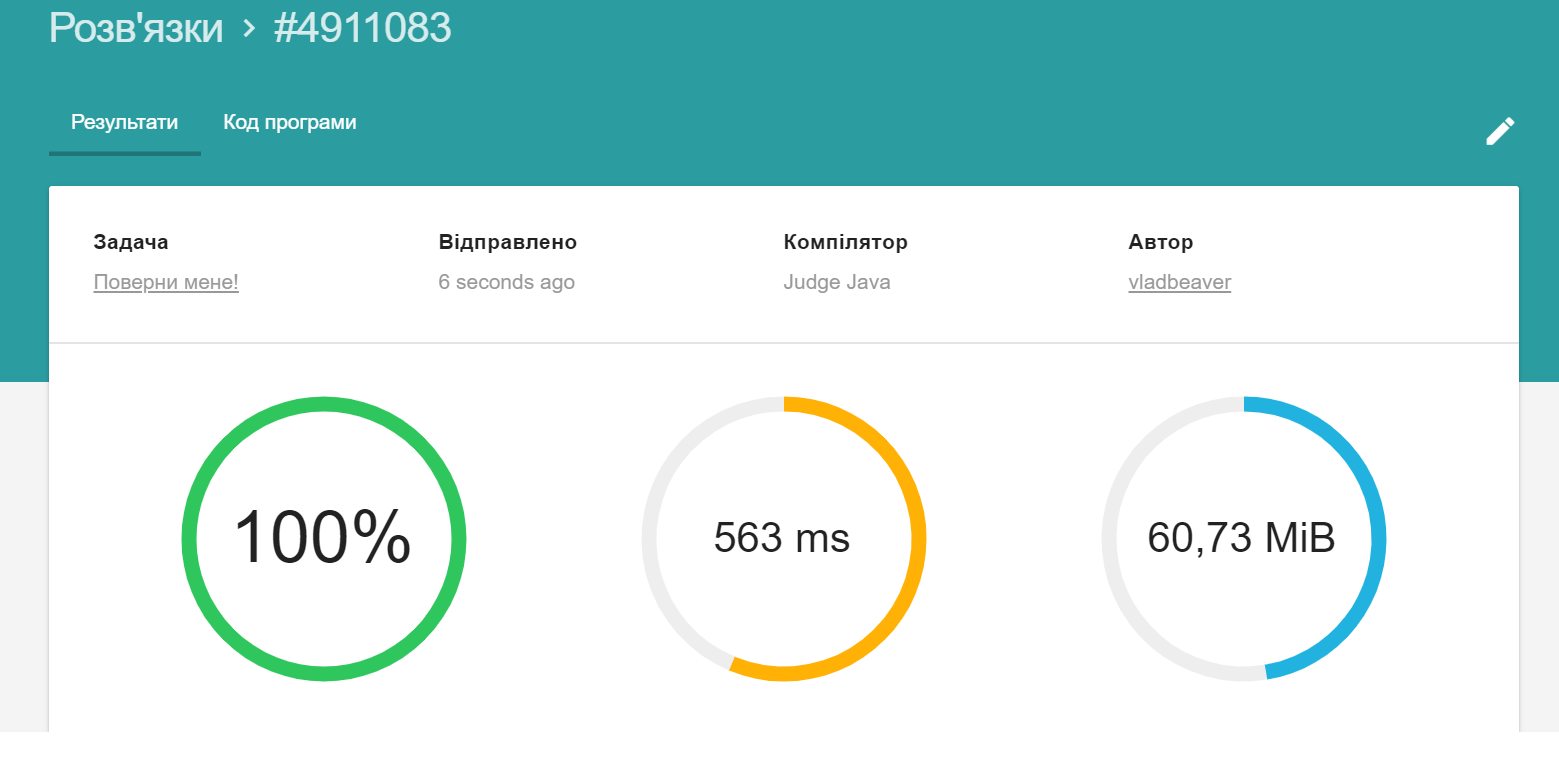 Розв'язки > #4911083
Результати Код програми
Задача Відправлено Компілятор Автор
Поверни мене! 6 seconds ago Judge Java vladbeaver
100% 563 ms 60,73 MiB